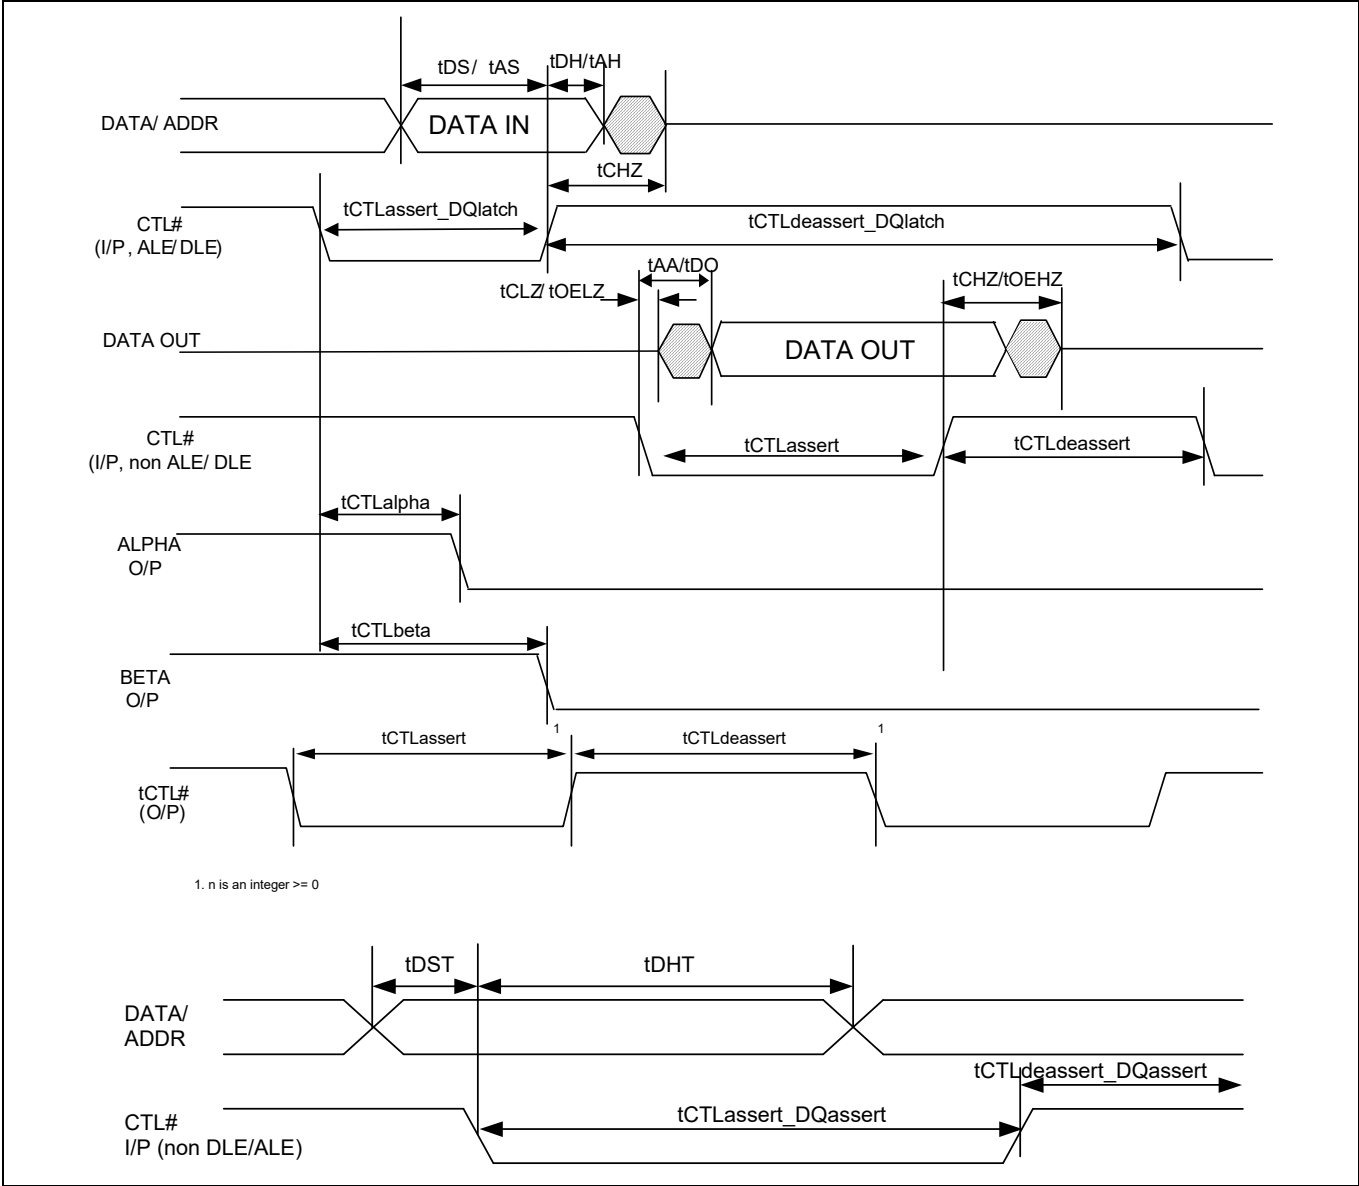 tDS/ tAS
tDH/tAH
DATA/ ADDR
DATA IN
tCHZ
CTL#
(I/P, ALE/DLE)
tCTLassert_DQlatch
tCTLdeassert_DQlatch
tAA/tDO
tCLZ/ tOELZ
tCHZ/tOEHZ
DATA OUT
DATA OUT
CTL#
(I/P, non ALE/ DLE
tCTLassert
tCTLdeassert
tCTLalpha
ALPHA
O/P
tCTLbeta
BETA
O/P
tCTLassert 1
tCTLdeassert 1
tCTL#
(O/P)
1. n is an integer >= 0
tDST
tDHT
DATA/
ADDR
tCTLdeassert_DQassert
CTL#
I/P (non DLE/ALE)
tCTLassert_DQassert